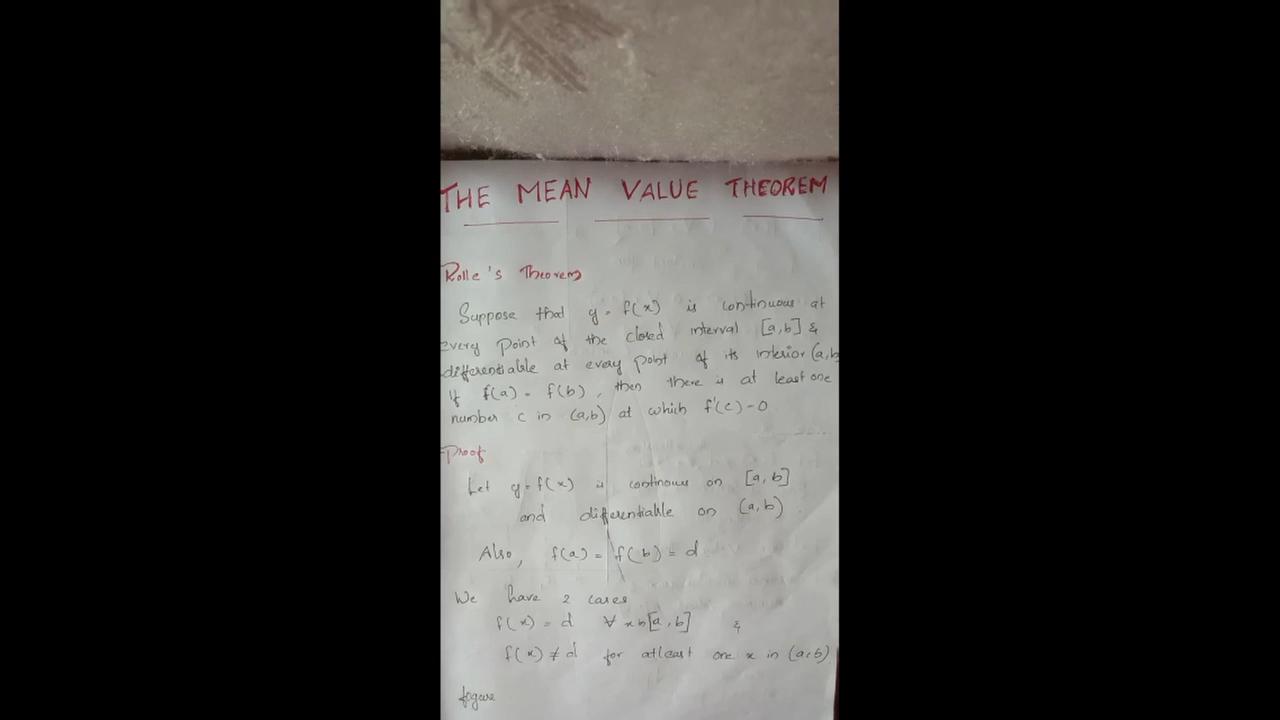 THE MEAN VALUE THEOREM
Rolle's Theorem
Suppose that y = f(x) is continuous at
every point of the closed interval [a,b] &
differentiable at every point of its interior (a,b
If f(a) = f(b), then there is at least one
number c in (a,b) at which f'(c) = 0
Proof
Let y = f(x) is continous on [a, b]
and differentiable on (a, b)
Also, f(a) = f(b) = d
We have 2 cases
f(x) = d ∀ x in [a, b] &
f(x) ≠ d for atleast one x in (a,b)
figure